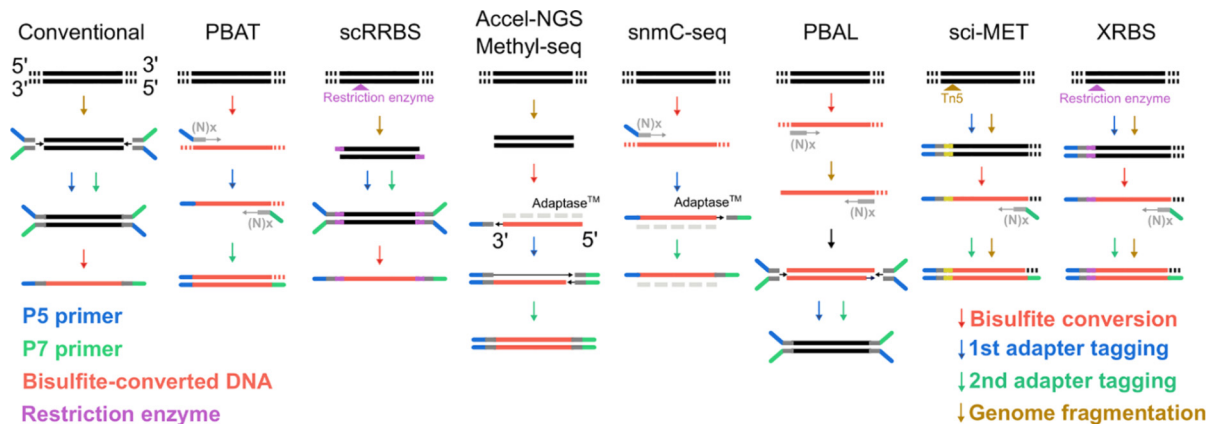 Conventional
PBAT
scRRBS
Accel-NGS
Methyl-seq
snmC-seq
PBAL
sci-MET
XRBS
5' 3'
3' 5'
Restriction enzyme
Tn5
Restriction enzyme
(N)x
(N)x
(N)x
Adaptase™
Adaptase™
(N)x
(N)x
(N)x
(N)x
3' 5'
P5 primer
P7 primer
Bisulfite-converted DNA
Restriction enzyme
Bisulfite conversion
1st adapter tagging
2nd adapter tagging
Genome fragmentation